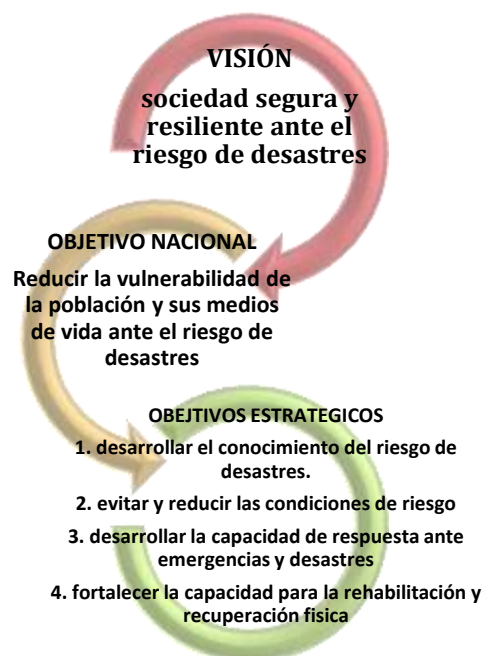 VISIÓN
sociedad segura y
resiliente ante el
riesgo de desastres
OBJETIVO NACIONAL
Reducir la vulnerabilidad de
la población y sus medios
de vida ante el riesgo de
desastres
OBEJTIVOS ESTRATEGICOS
1. desarrollar el conocimiento del riesgo de
desastres.
2. evitar y reducir las condiciones de riesgo
3. desarrollar la capacidad de respuesta ante
emergencias y desastres
4. fortalecer la capacidad para la rehabilitación y
recuperación fisica